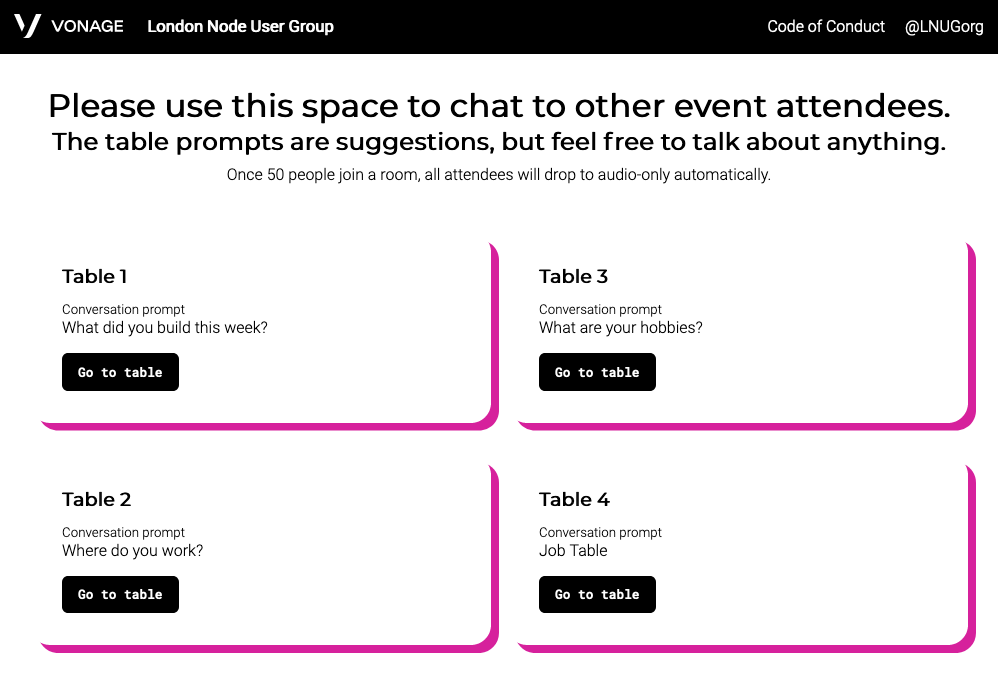 VONAGE London Node User Group Code of Conduct @LNUGorg
Please use this space to chat to other event attendees.
The table prompts are suggestions, but feel free to talk about anything.
Once 50 people join a room, all attendees will drop to audio-only automatically.
Table 1
Conversation prompt
What did you build this week?
Go to table
Table 3
Conversation prompt
What are your hobbies?
Go to table
Table 2
Conversation prompt
Where do you work?
Go to table
Table 4
Conversation prompt
Job Table
Go to table